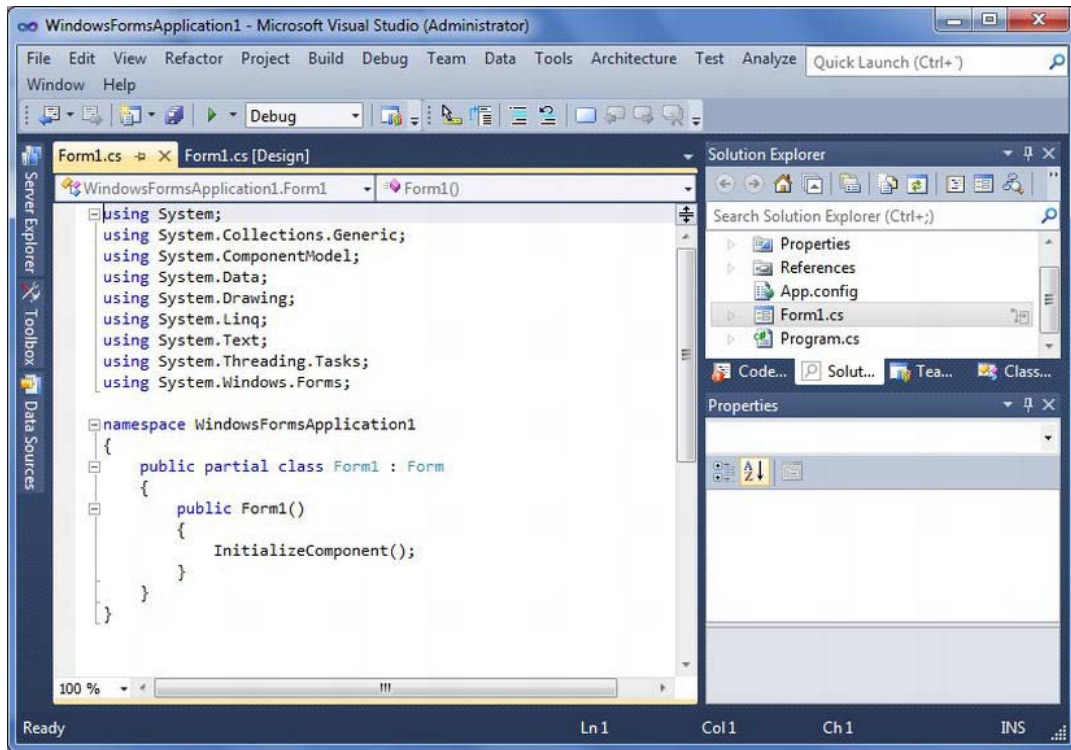 WindowsFormsApplication1 - Microsoft Visual Studio (Administrator)
File Edit View Refactor Project Build Debug Team Data Tools Architecture Test Analyze Quick Launch (Ctrl+`)
Window Help
Debug
Server Explorer
Toolbox
Data Sources
Form1.cs Form1.cs [Design]
WindowsFormsApplication1.Form1 Form1()
using System;
using System.Collections.Generic;
using System.ComponentModel;
using System.Data;
using System.Drawing;
using System.Linq;
using System.Text;
using System.Threading.Tasks;
using System.Windows.Forms;
namespace WindowsFormsApplication1
{
public partial class Form1 : Form
{
public Form1()
{
InitializeComponent();
}
}
}
100 %
Solution Explorer
Search Solution Explorer (Ctrl+;)
Properties
References
App.config
Form1.cs
Program.cs
Code... Solut... Tea... Class...
Properties
Ready Ln 1 Col 1 Ch 1 INS